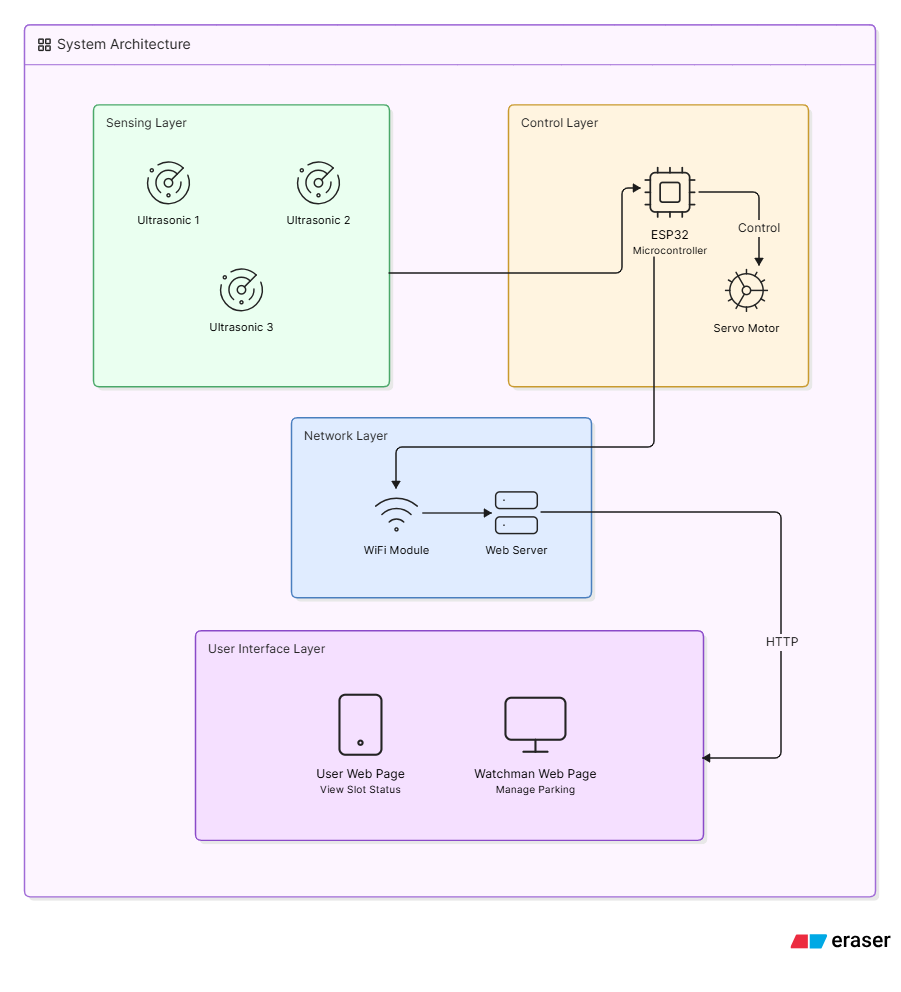 System Architecture
Sensing Layer
Ultrasonic 1
Ultrasonic 2
Ultrasonic 3
Control Layer
ESP32
Microcontroller
Control
Servo Motor
Network Layer
WiFi Module
Web Server
HTTP
User Interface Layer
User Web Page
View Slot Status
Watchman Web Page
Manage Parking
eraser